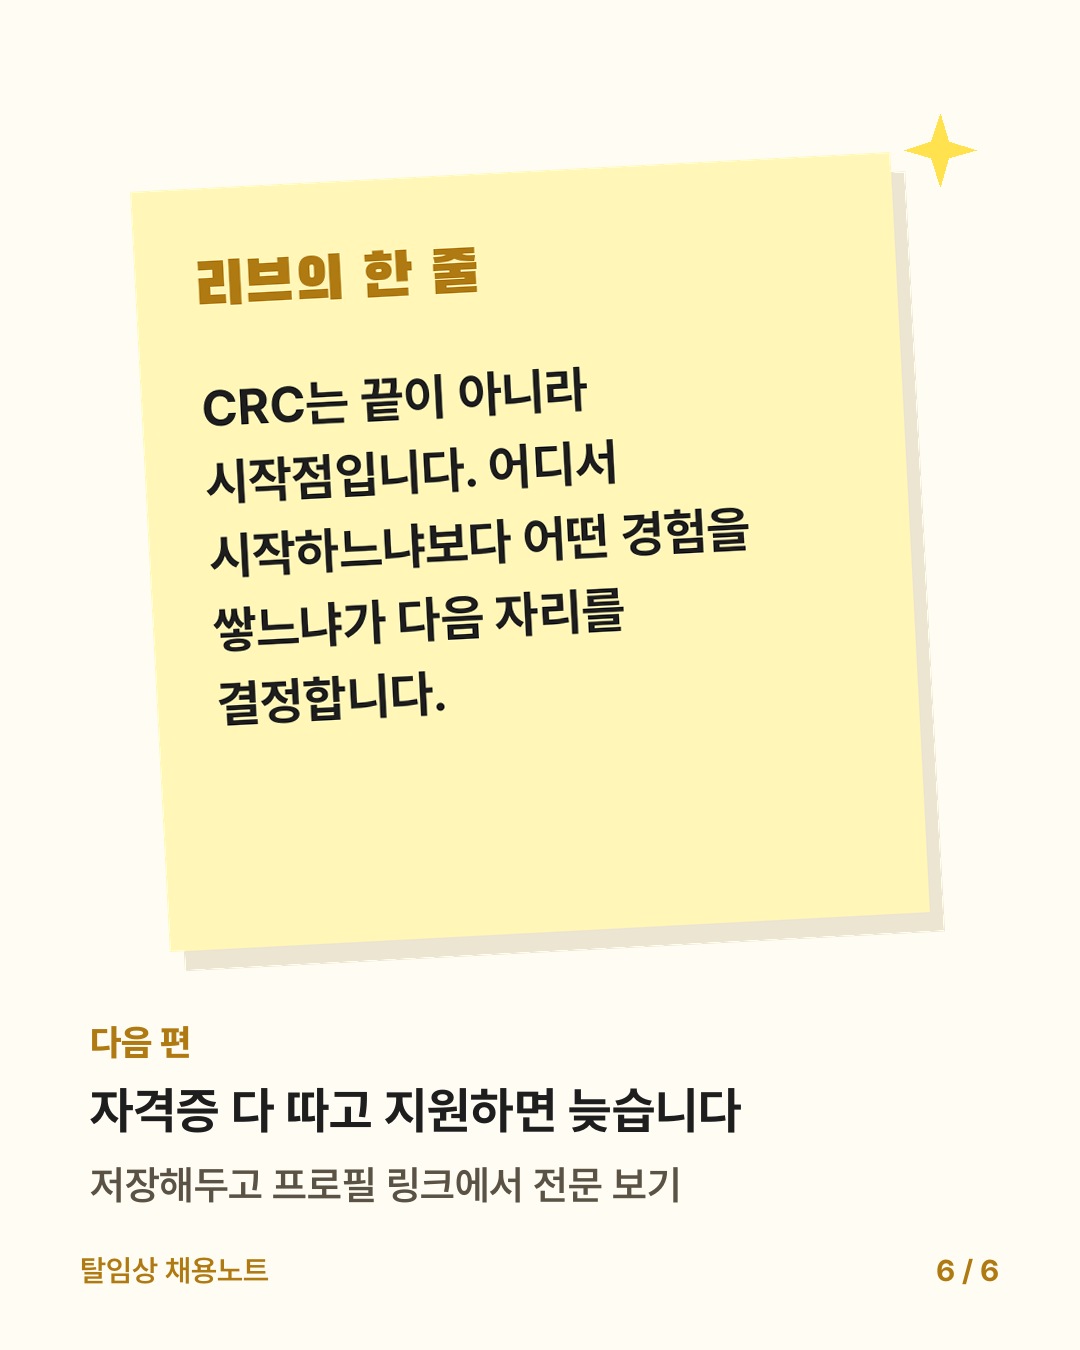 리브의 한 줄
CRC는 끝이 아니라
시작점입니다. 어디서
시작하느냐보다 어떤 경험을
쌓느냐가 다음 자리를
결정합니다.
다음 편
자격증 다 따고 지원하면 늦습니다
저장해두고 프로필 링크에서 전문 보기
탈임상 채용노트
6 / 6